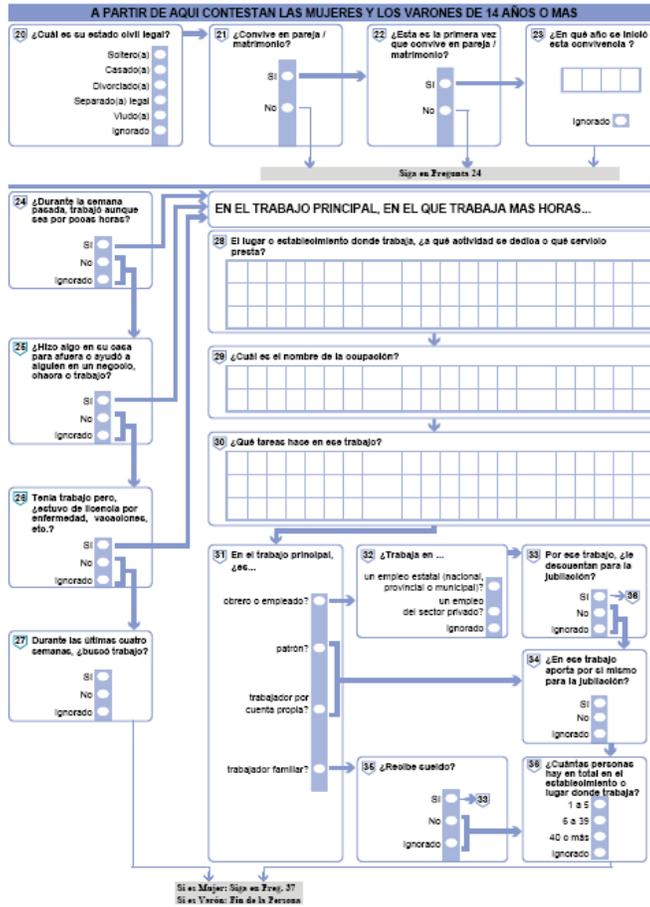 A PARTIR DE AQUI CONTESTAN LAS MUJERES Y LOS VARONES DE 14 AÑOS O MAS
20 ¿Cuál es su estado civil legal?
Soltero(a)
Casado(a)
Divorciado(a)
Separado(a) legal
Viudo(a)
Ignorado
21 ¿Convive en pareja /
matrimonio?
Sí
No
22 ¿Esta es la primera vez
que convive en pareja /
matrimonio?
Sí
No
23 ¿En qué año se inició
esta convivencia ?
Ignorado
Siga en Pregunta 24
24 ¿Durante la semana
pasada, trabajó aunque
sea por pocas horas?
Sí
No
Ignorado
25 ¿Hizo algo en su casa
para afuera o ayudó a
alguien en un negocio,
chacra o trabajo?
Sí
No
Ignorado
26 Tenía trabajo pero,
¿estuvo de licencia por
enfermedad, vacaciones,
etc.?
Sí
No
Ignorado
27 Durante las últimas cuatro
semanas, ¿buscó trabajo?
Sí
No
Ignorado
EN EL TRABAJO PRINCIPAL, EN EL QUE TRABAJA MAS HORAS...
28 El lugar o establecimiento donde trabaja, ¿a qué actividad se dedica o qué servicio
presta?
29 ¿Cuál es el nombre de la ocupación?
30 ¿Qué tareas hace en ese trabajo?
31 En el trabajo principal,
¿es...
obrero o empleado?
patrón?
trabajador por
cuenta propia?
trabajador familiar?
32 ¿Trabaja en ...
un empleo estatal (nacional,
provincial o municipal)?
un empleo
del sector privado?
Ignorado
33 Por ese trabajo, ¿le
descuentan para la
jubilación?
Sí 36
No
Ignorado
34 ¿En ese trabajo
aporta por sí mismo
para la jubilación?
Sí
No
Ignorado
35 ¿Recibe sueldo?
Sí 33
No
Ignorado
36 ¿Cuántas personas
hay en total en el
establecimiento o
lugar donde trabaja?
1 a 5
6 a 39
40 o más
Ignorado
Si es Mujer: Siga en Preg. 37
Si es Varón: Fin de la Persona